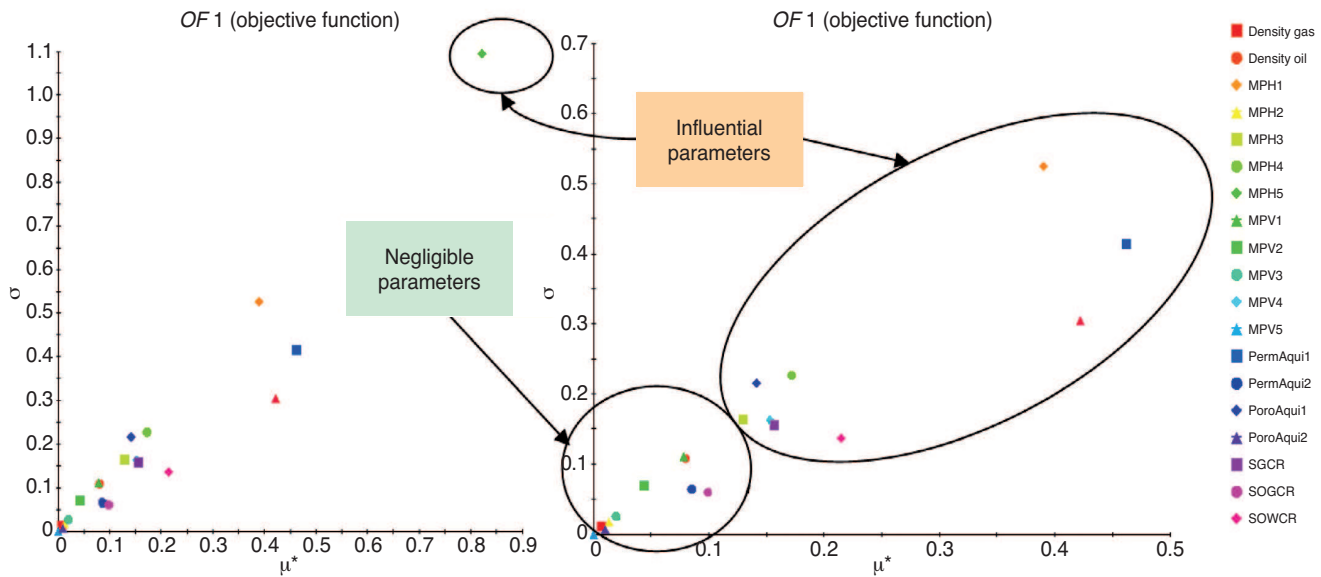 OF 1 (objective function)
1.1
1.0
0.9
0.8
0.7
0.6
0.5
0.4
0.3
0.2
0.1
0
σ
0
0.1
0.2
0.3
0.4
0.5
0.6
0.7
0.8
0.9
μ*
Influential
parameters
Negligible
parameters
OF 1 (objective function)
0.7
0.6
0.5
0.4
0.3
0.2
0.1
0
σ
0
0.1
0.2
0.3
0.4
0.5
μ*
Density gas
Density oil
MPH1
MPH2
MPH3
MPH4
MPH5
MPV1
MPV2
MPV3
MPV4
MPV5
PermAqui1
PermAqui2
PoroAqui1
PoroAqui2
SGCR
SOGCR
SOWCR